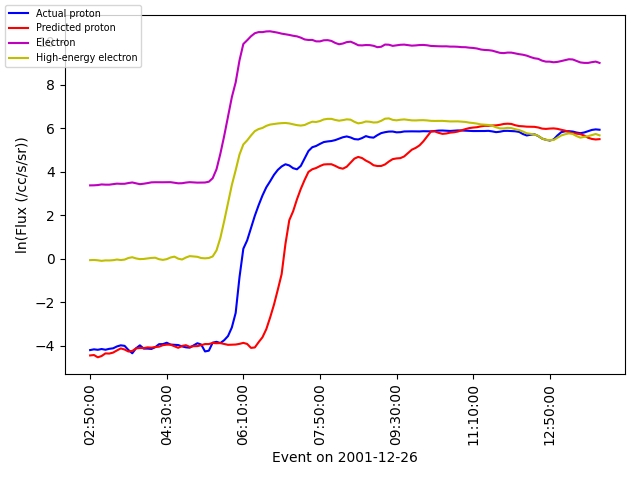 Actual proton
Predicted proton
Electron
High-energy electron
8
6
4
2
0
−2
−4
ln(Flux (/cc/s/sr))
02:50:00
04:30:00
06:10:00
07:50:00
09:30:00
11:10:00
12:50:00
Event on 2001-12-26